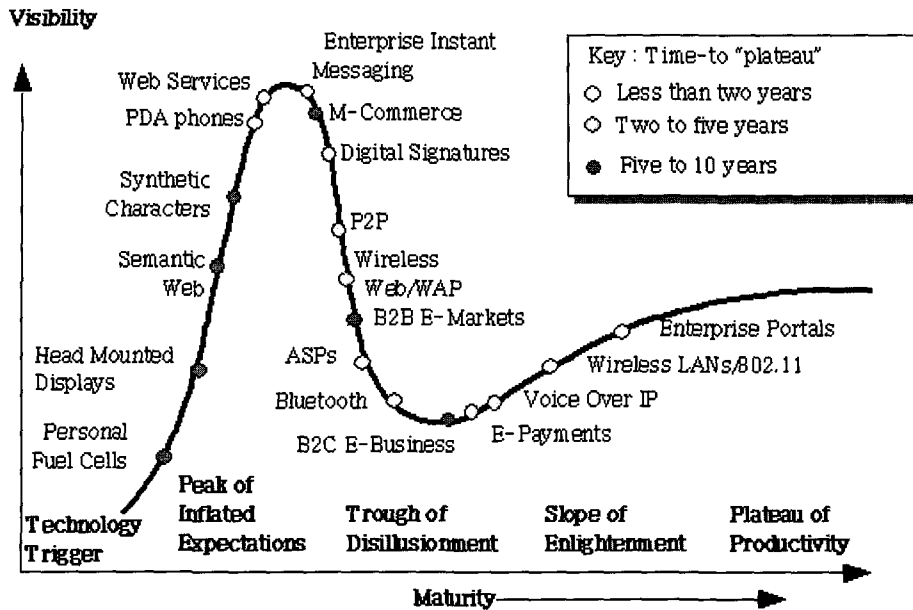 Visibility
Enterprise Instant
Messaging
Web Services
PDA phones
M-Commerce
Digital Signatures
Synthetic
Characters
P2P
Semantic
Web
Wireless
Web/WAP
B2B E-Markets
Head Mounted
Displays
ASPs
Bluetooth
Personal
Fuel Cells
B2C E-Business
E-Payments
Voice Over IP
Wireless LANs/802.11
Enterprise Portals
Key : Time-to "plateau"
Less than two years
Two to five years
Five to 10 years
Technology
Trigger
Peak of
Inflated
Expectations
Trough of
Disillusionment
Slope of
Enlightenment
Plateau of
Productivity
Maturity